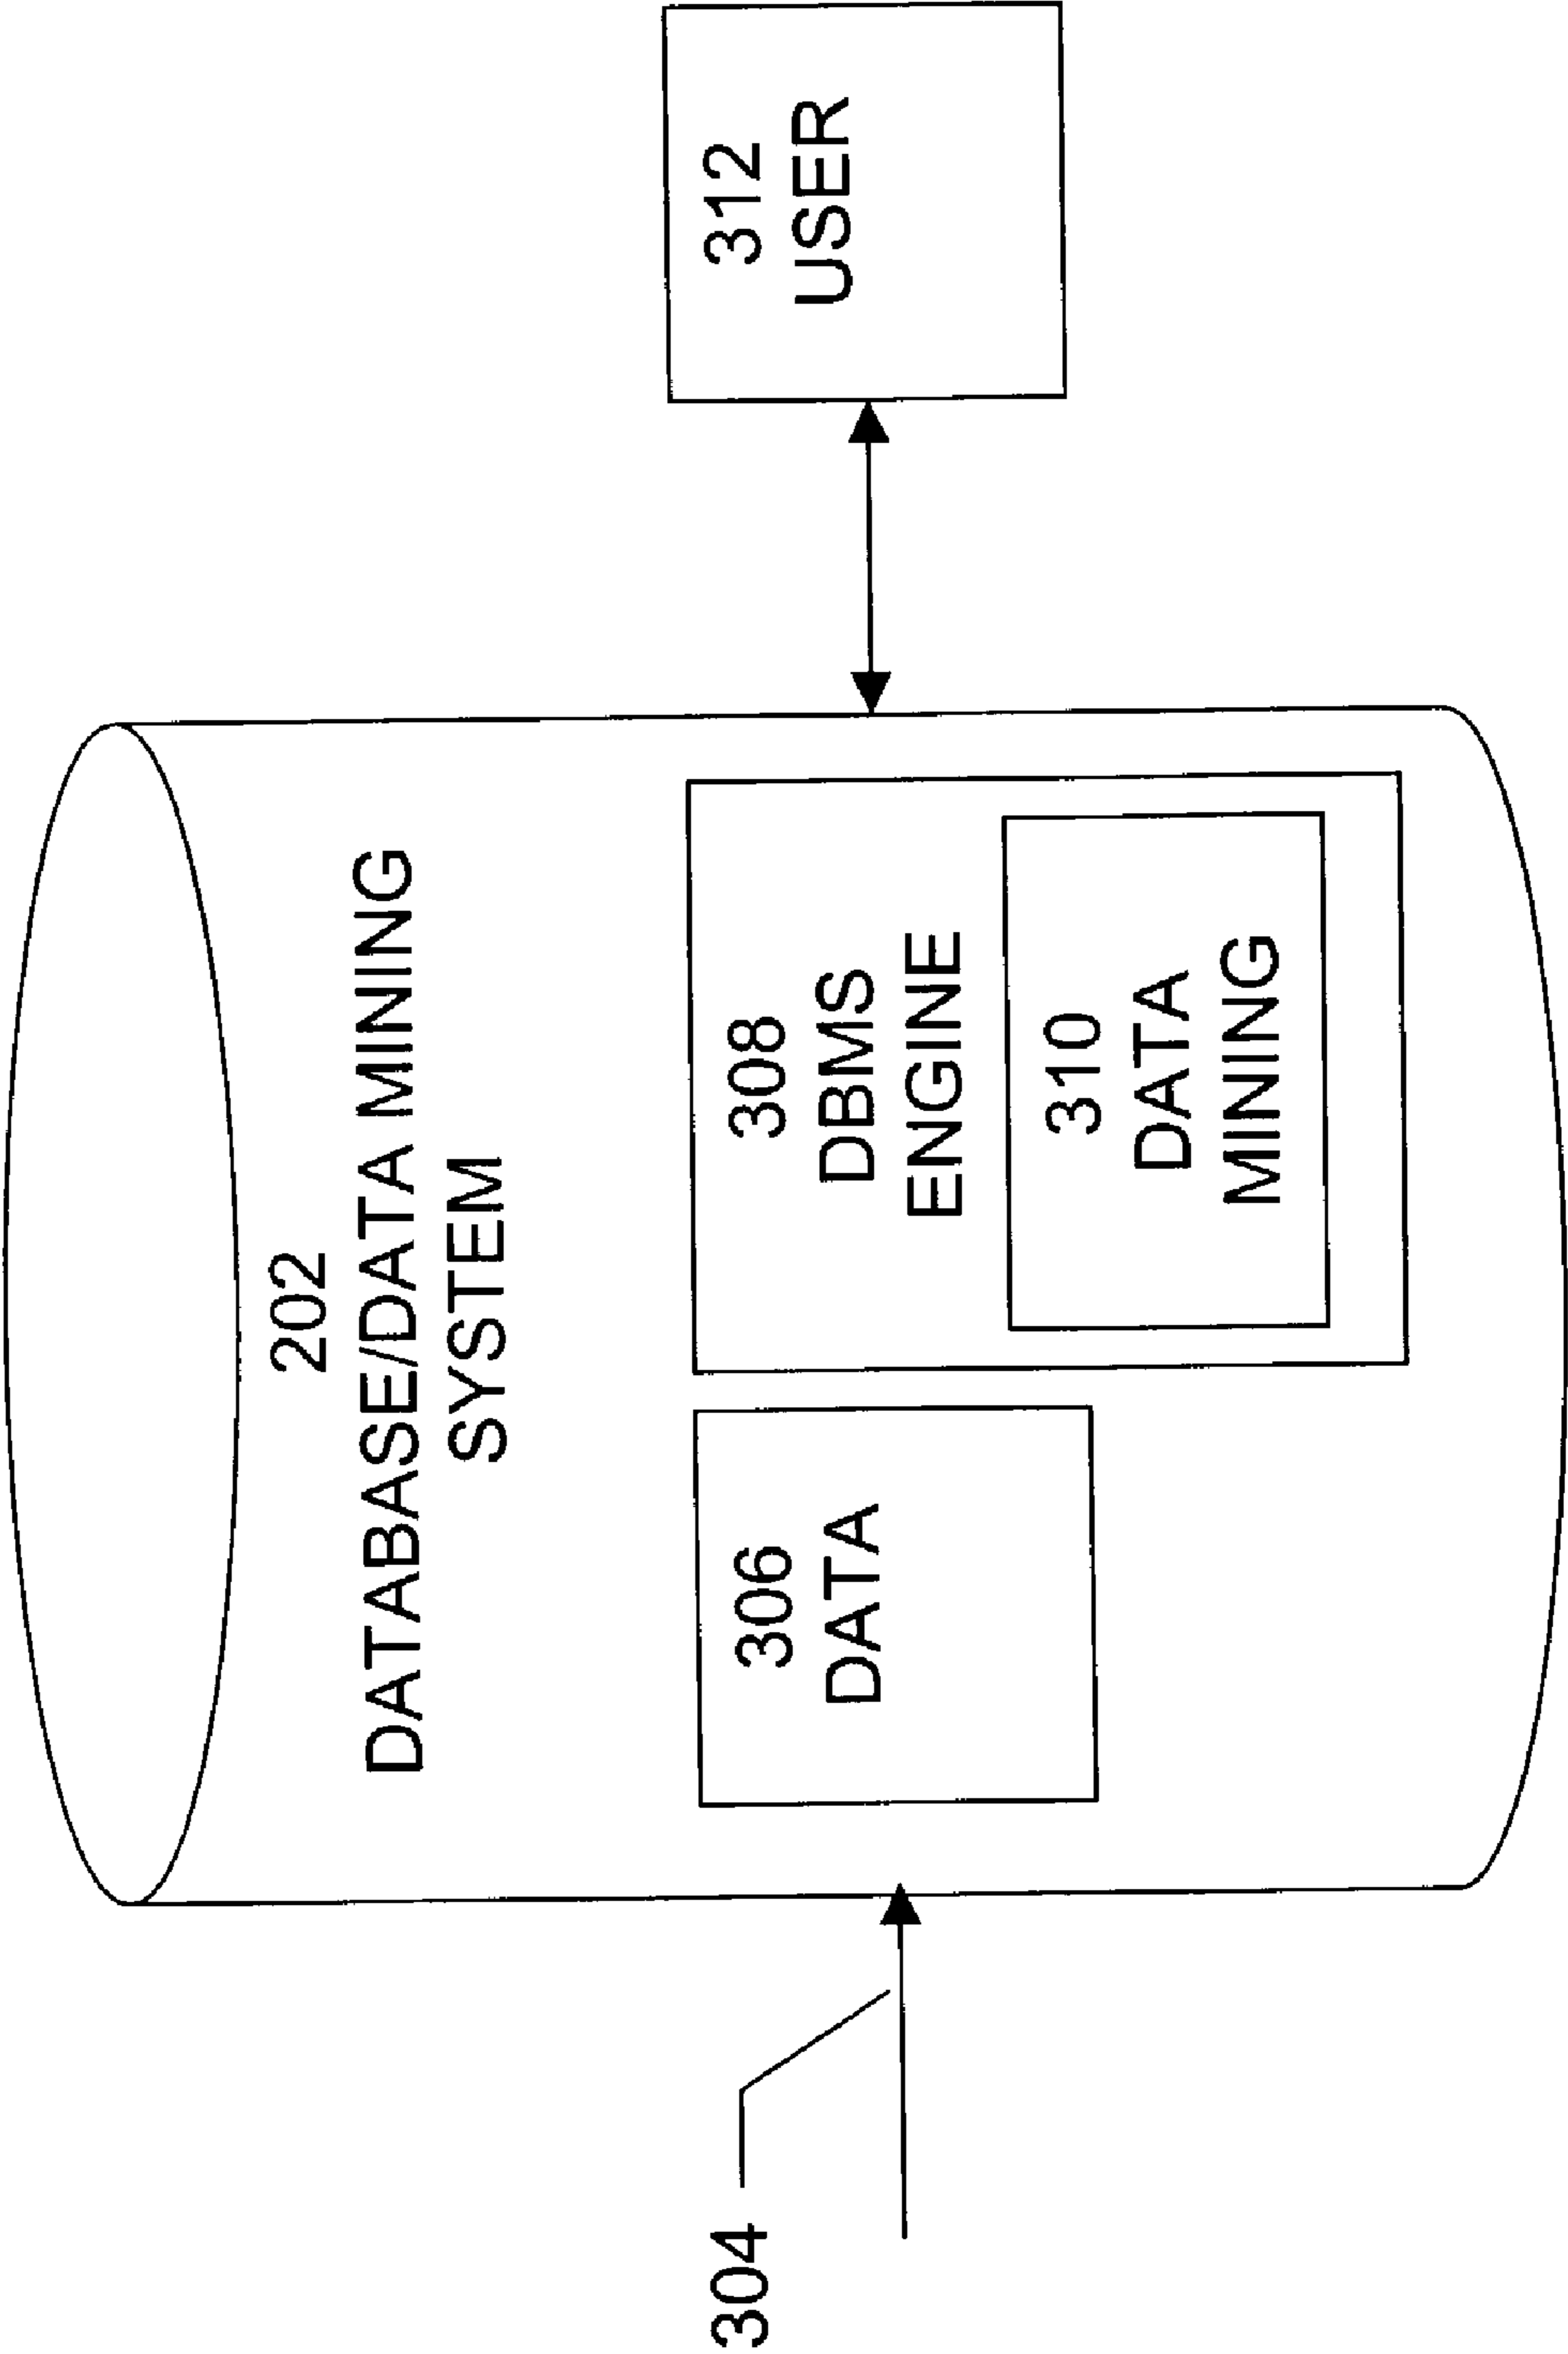 202
DATABASE/DATA MINING
SYSTEM
304
306
DATA
308
DBMS
ENGINE
310
DATA
MINING
312
USER